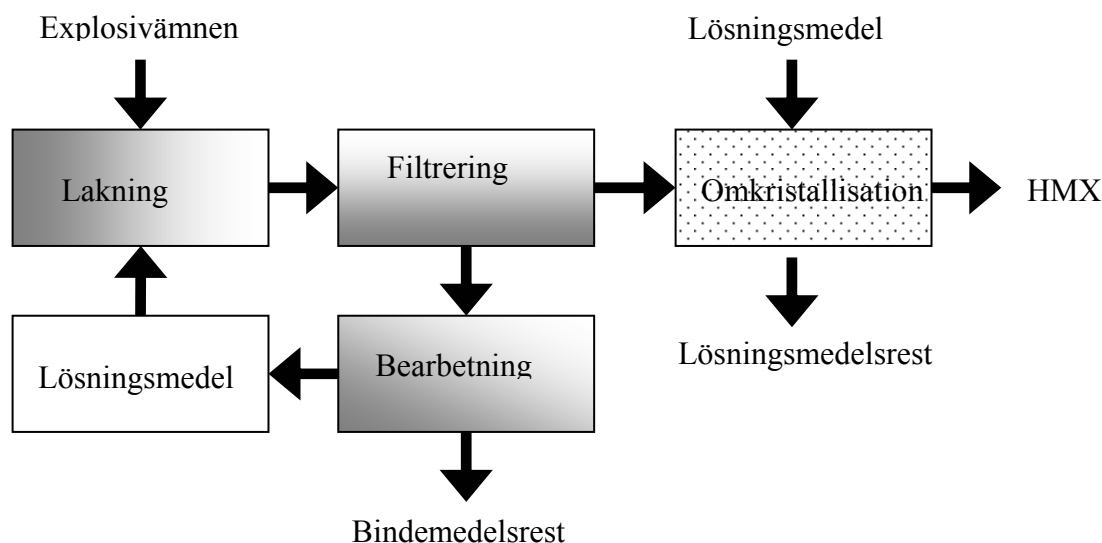 Explosivämnen
Lösningsmedel
Lakning
Filtrering
Omkristallisation
HMX
Lösningsmedel
Bearbetning
Lösningsmedelsrest
Bindemedelsrest